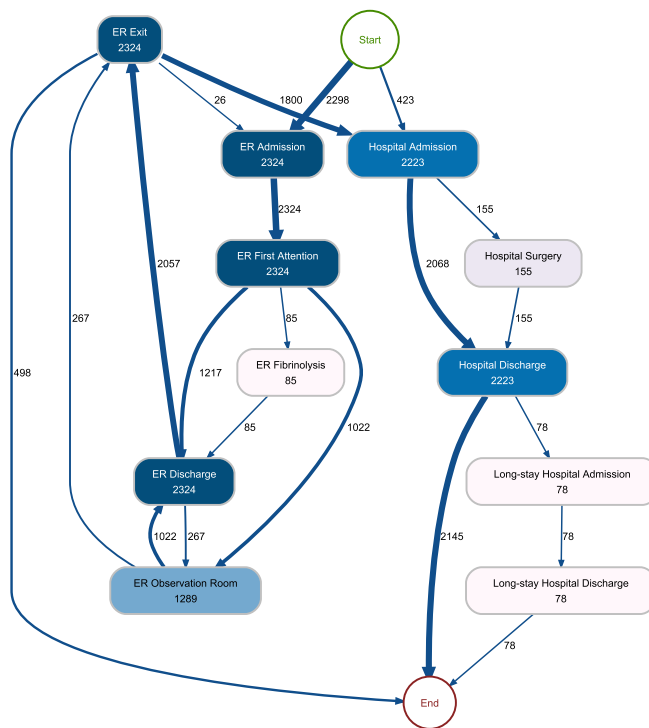 ER Exit
2324
Start
26
1800
2298
423
ER Admission
2324
Hospital Admission
2223
2324
155
ER First Attention
2324
2057
2068
Hospital Surgery
155
267
85
155
498
1217
ER Fibrinolysis
85
Hospital Discharge
2223
1022
85
78
ER Discharge
2324
Long-stay Hospital Admission
78
1022
267
2145
78
ER Observation Room
1289
Long-stay Hospital Discharge
78
78
End